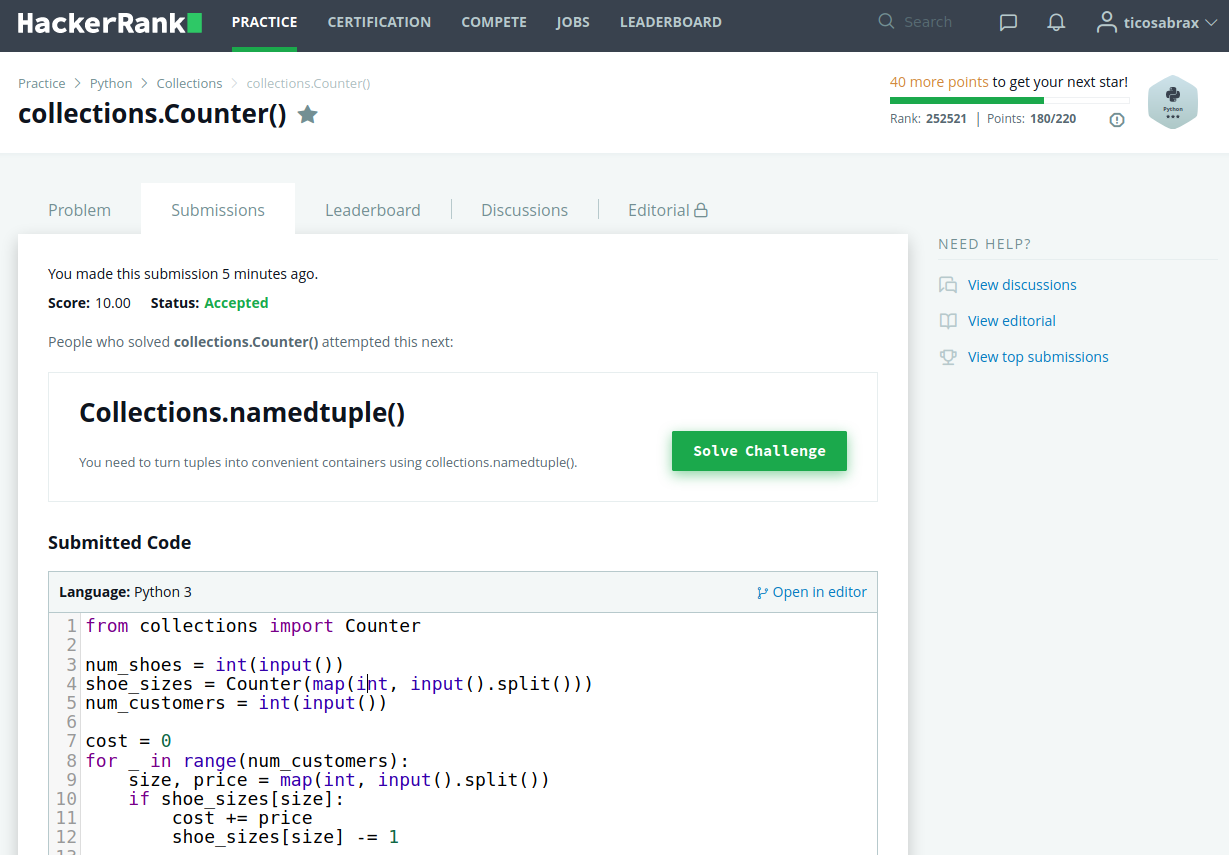 HackerRank PRACTICE CERTIFICATION COMPETE JOBS LEADERBOARD Search ticosabrax
Practice > Python > Collections > collections.Counter()
collections.Counter()
40 more points to get your next star!
Rank: 252521 | Points: 180/220
Python
Problem Submissions Leaderboard Discussions Editorial
You made this submission 5 minutes ago.
Score: 10.00 Status: Accepted
People who solved collections.Counter() attempted this next:
Collections.namedtuple()
You need to turn tuples into convenient containers using collections.namedtuple().
Solve Challenge
Submitted Code
Language: Python 3 Open in editor
1 from collections import Counter
2
3 num_shoes = int(input())
4 shoe_sizes = Counter(map(int, input().split()))
5 num_customers = int(input())
6
7 cost = 0
8 for _ in range(num_customers):
9     size, price = map(int, input().split())
10     if shoe_sizes[size]:
11         cost += price
12         shoe_sizes[size] -= 1
13
NEED HELP?
View discussions
View editorial
View top submissions